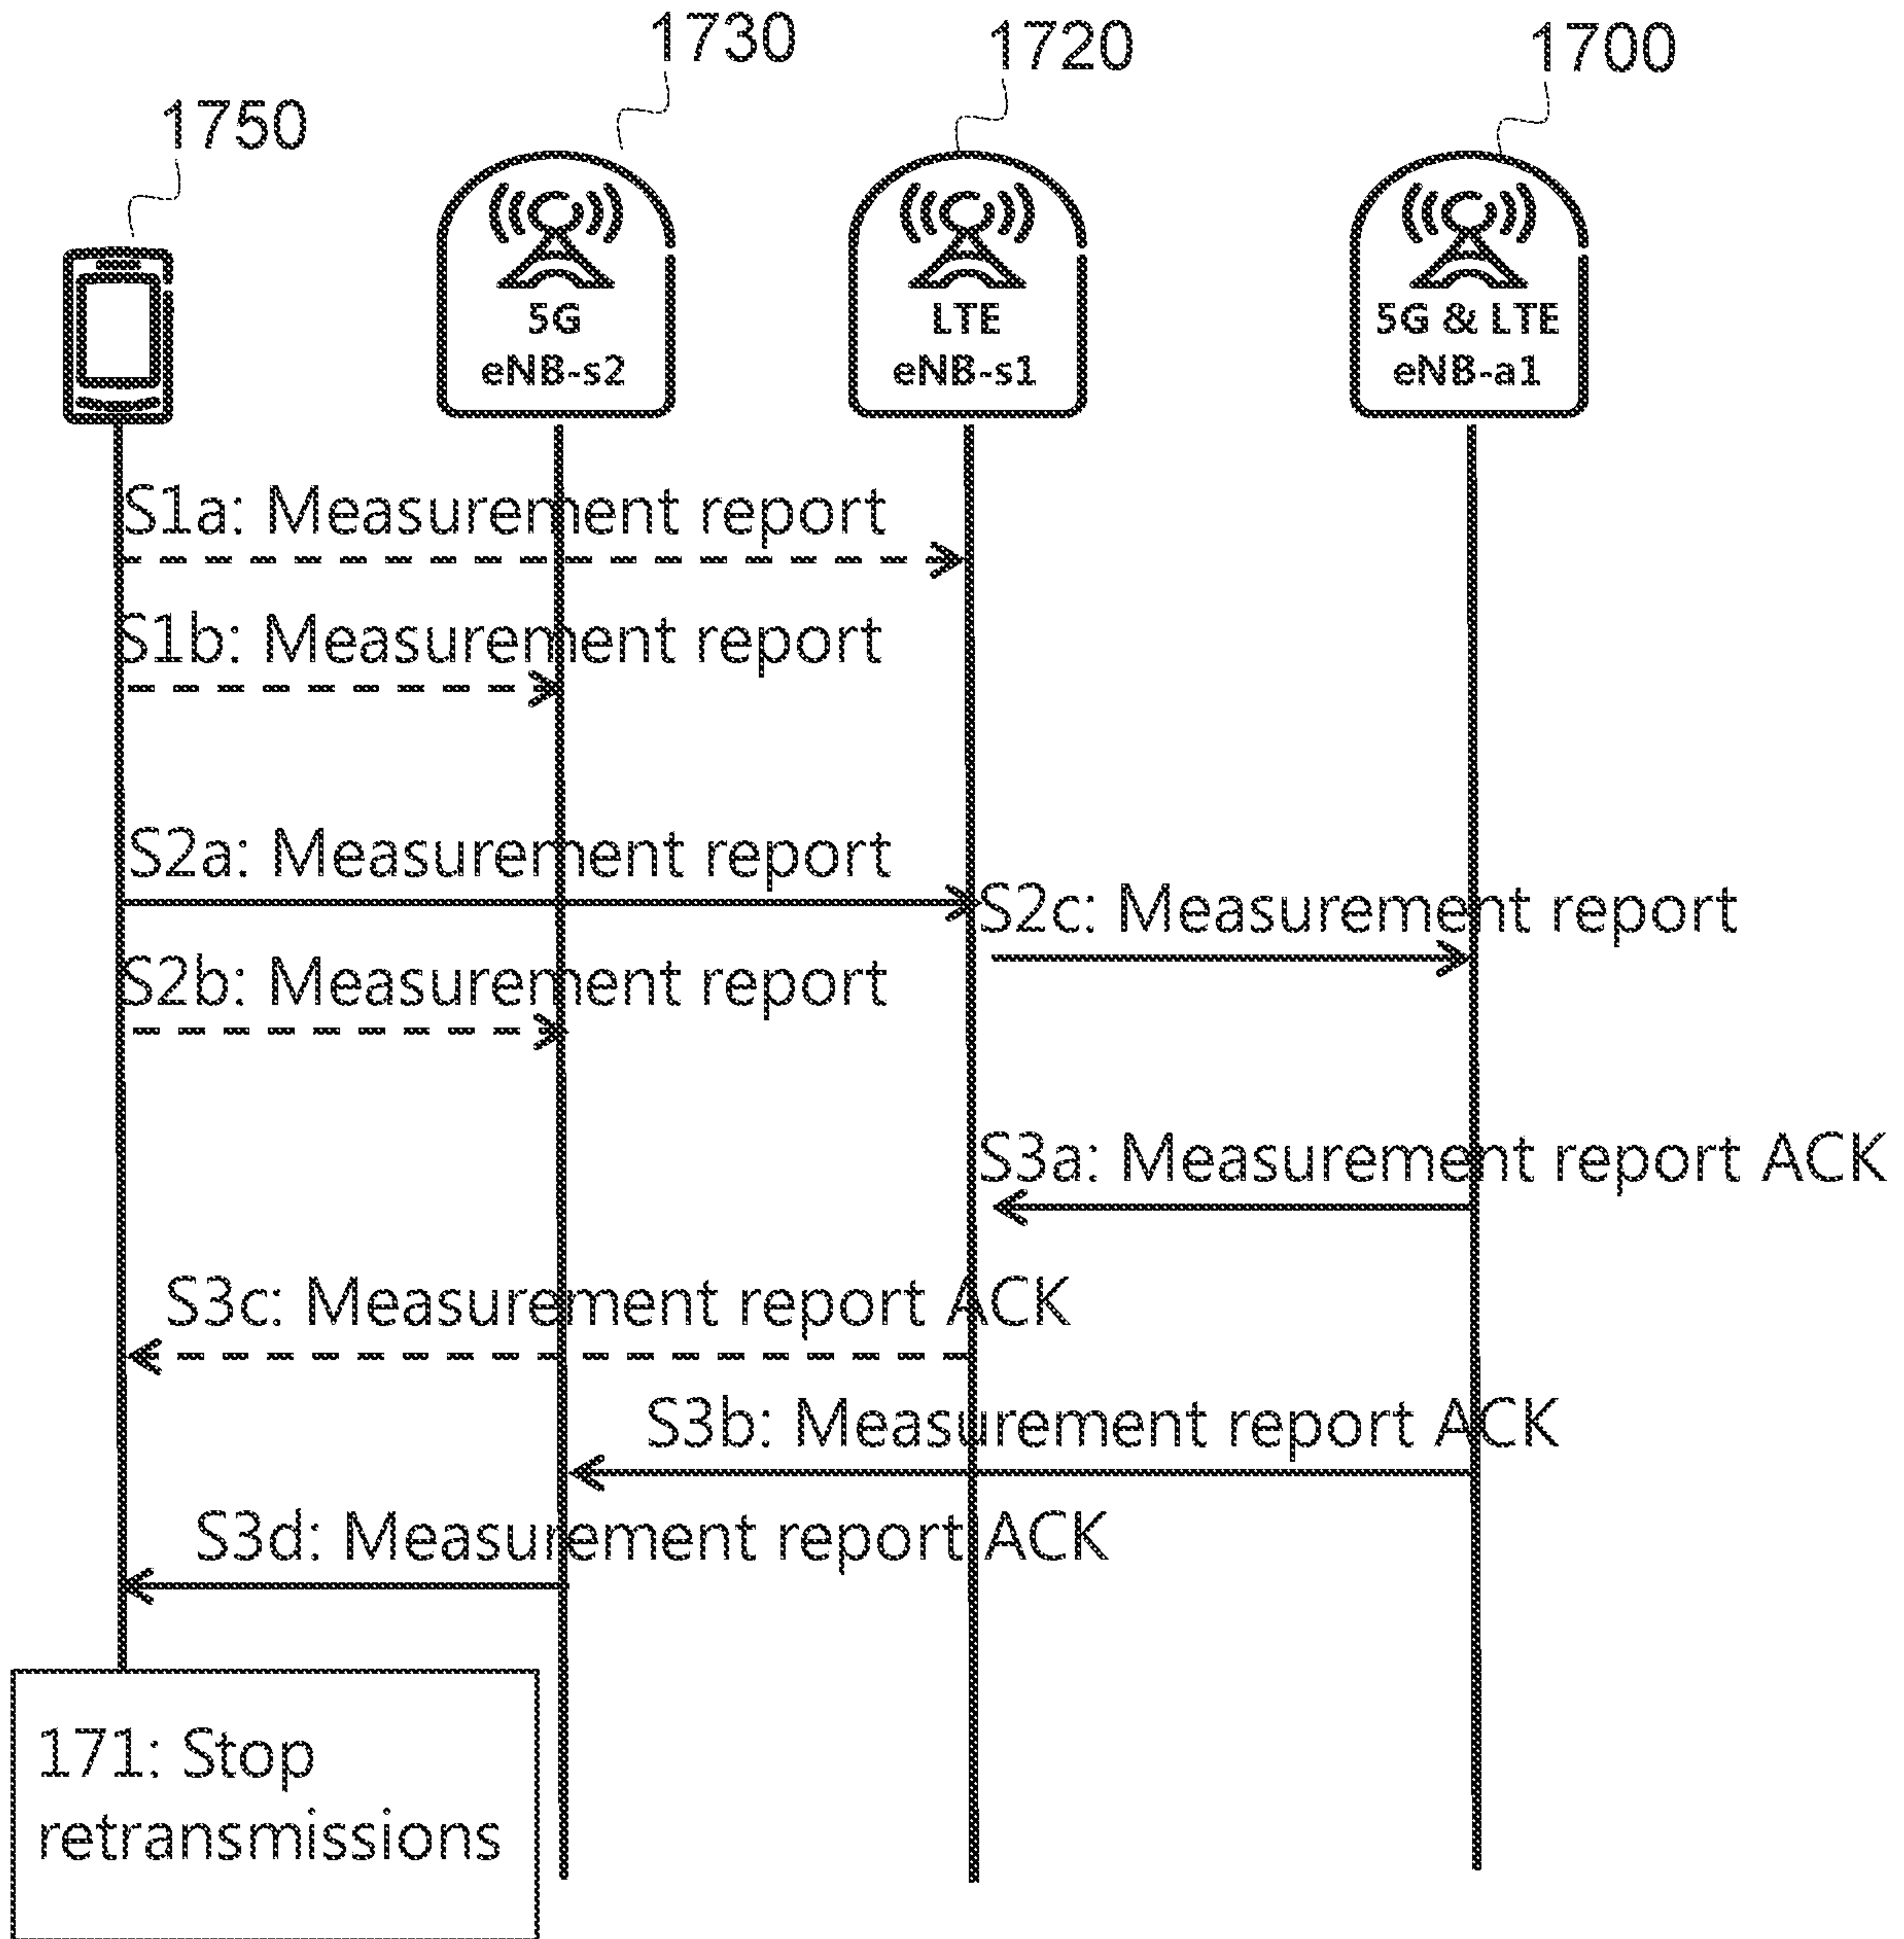 1730
1720
1700
1750
5G
eNB-s2
LTE
eNB-s1
5G & LTE
eNB-a1
S1a: Measurement report
S1b: Measurement report
S2a: Measurement report
S2c: Measurement report
S2b: Measurement report
S3a: Measurement report ACK
S3c: Measurement report ACK
S3b: Measurement report ACK
S3d: Measurement report ACK
171: Stop
retransmissions